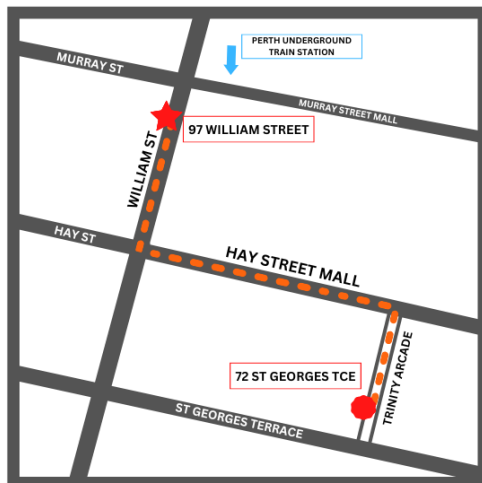 PERTH UNDERGROUND
TRAIN STATION
MURRAY ST
MURRAY STREET MALL
97 WILLIAM STREET
WILLIAM ST
HAY ST
HAY STREET MALL
72 ST GEORGES TCE
TRINITY ARCADE
ST GEORGES TERRACE